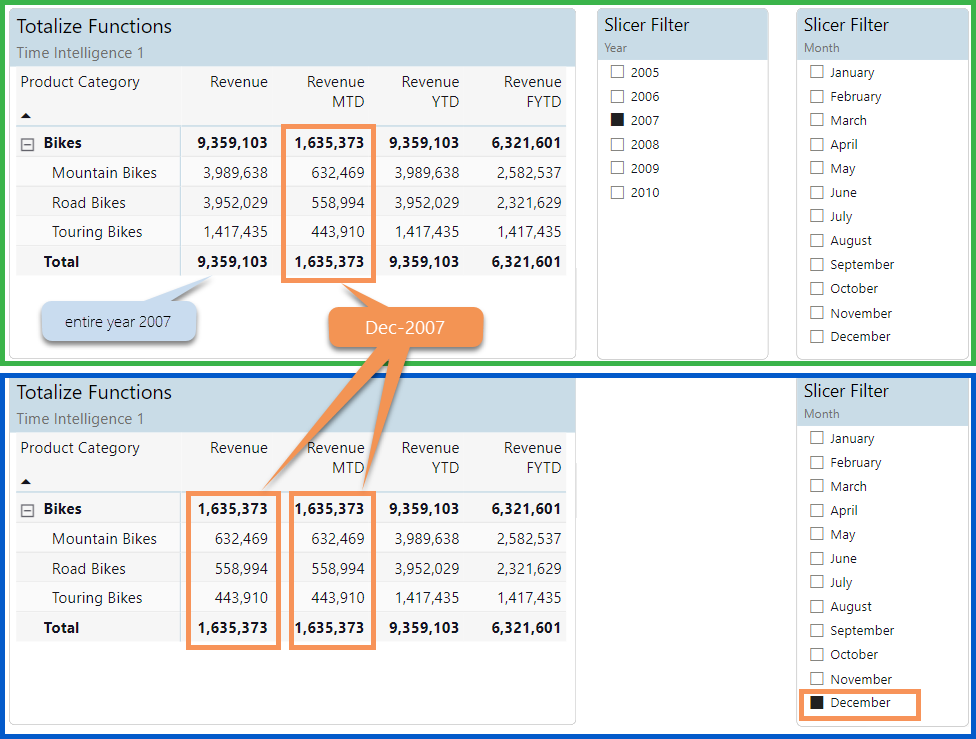 Totalize Functions
Time Intelligence 1
Product Category Revenue Revenue MTD Revenue YTD Revenue FYTD
Bikes 9,359,103 1,635,373 9,359,103 6,321,601
Mountain Bikes 3,989,638 632,469 3,989,638 2,582,537
Road Bikes 3,952,029 558,994 3,952,029 2,321,629
Touring Bikes 1,417,435 443,910 1,417,435 1,417,435
Total 9,359,103 1,635,373 9,359,103 6,321,601
entire year 2007
Dec-2007
Slicer Filter
Year
2005
2006
2007
2008
2009
2010
Slicer Filter
Month
January
February
March
April
May
June
July
August
September
October
November
December
Totalize Functions
Time Intelligence 1
Product Category Revenue Revenue MTD Revenue YTD Revenue FYTD
Bikes 1,635,373 1,635,373 9,359,103 6,321,601
Mountain Bikes 632,469 632,469 3,989,638 2,582,537
Road Bikes 558,994 558,994 3,952,029 2,321,629
Touring Bikes 443,910 443,910 1,417,435 1,417,435
Total 1,635,373 1,635,373 9,359,103 6,321,601
Slicer Filter
Month
January
February
March
April
May
June
July
August
September
October
November
December